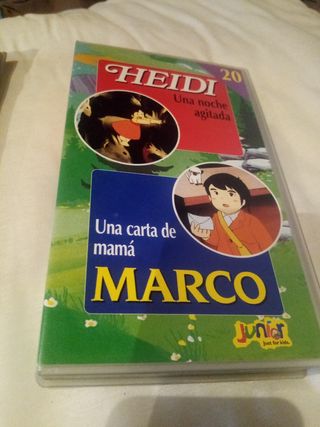 HEIDI
20
Una noche
agitada
Una carta de
mamá
MARCO
junior
just for kids.